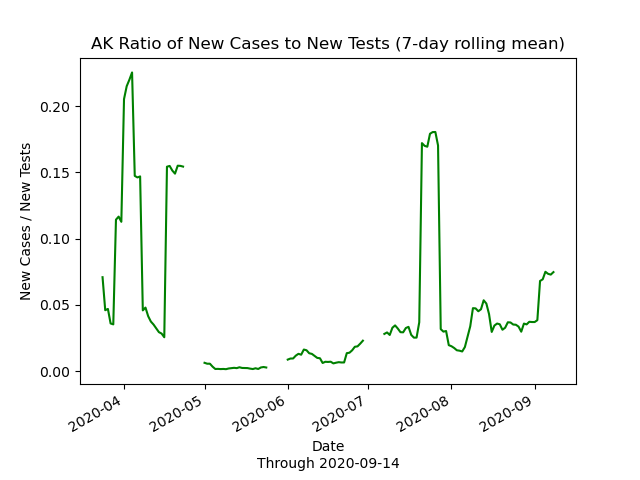 AK Ratio of New Cases to New Tests (7-day rolling mean)
New Cases / New Tests
0.20
0.15
0.10
0.05
0.00
2020-04
2020-05
2020-06
2020-07
2020-08
2020-09
Date
Through 2020-09-14